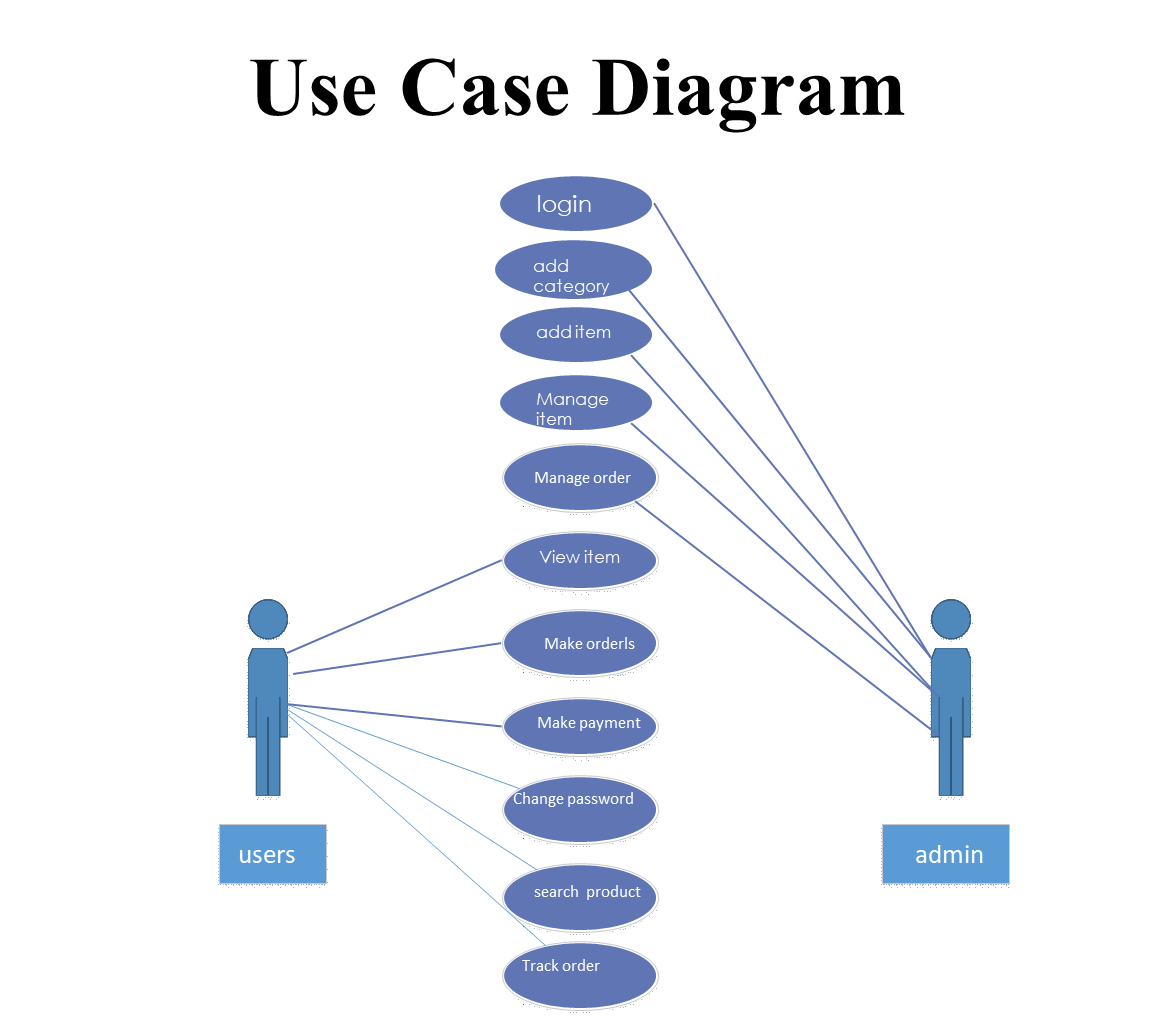 Use Case Diagram
login
add
category
add item
Manage
item
Manage order
View item
Make orderls
Make payment
Change password
users
admin
search product
Track order